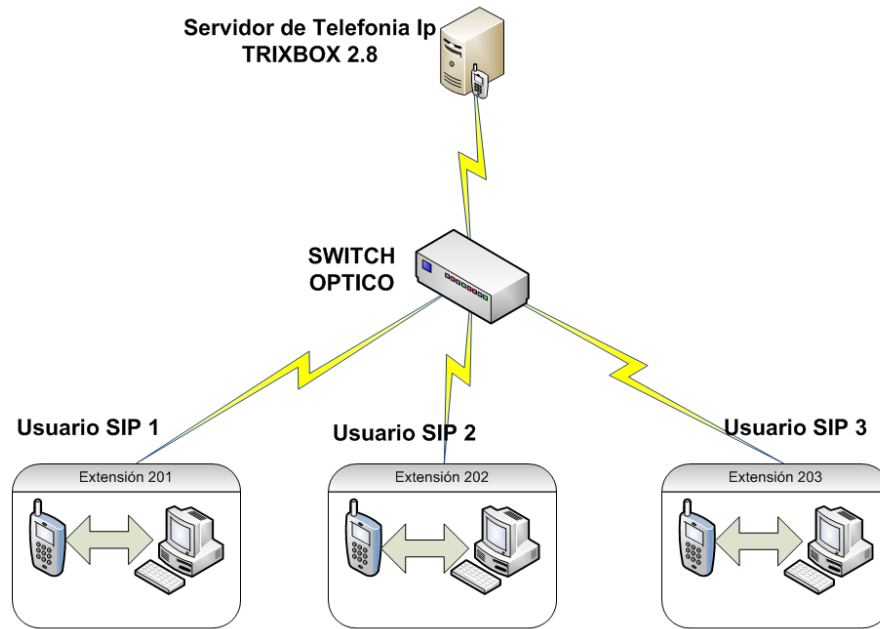 Servidor de Telefonia Ip
TRIXBOX 2.8
SWITCH
OPTICO
Usuario SIP 1
Usuario SIP 2
Usuario SIP 3
Extensión 201
Extensión 202
Extensión 203